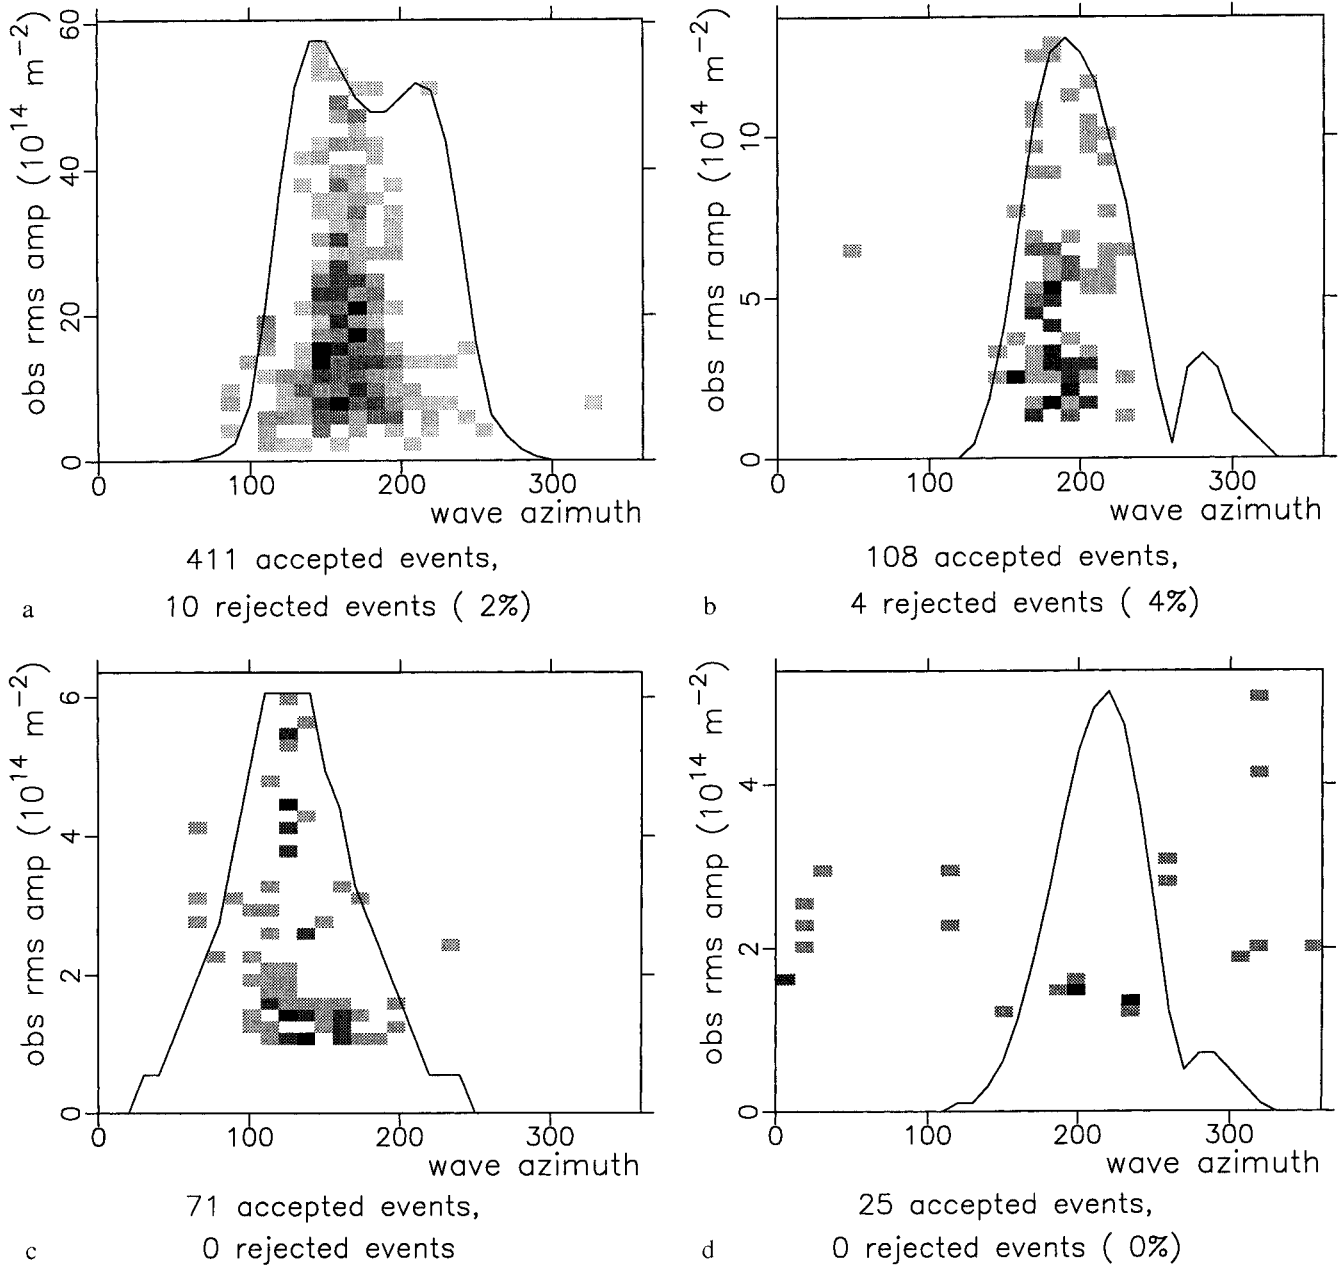 obs rms amp (10^14 m^-2)
60
40
20
0
0 100 200 300
wave azimuth
411 accepted events,
a 10 rejected events ( 2%)
obs rms amp (10^14 m^-2)
10
5
0
0 100 200 300
wave azimuth
108 accepted events,
b 4 rejected events ( 4%)
obs rms amp (10^14 m^-2)
6
4
2
0
0 100 200 300
wave azimuth
71 accepted events,
c 0 rejected events
obs rms amp (10^14 m^-2)
4
2
0
0 100 200 300
wave azimuth
25 accepted events,
d 0 rejected events ( 0%)